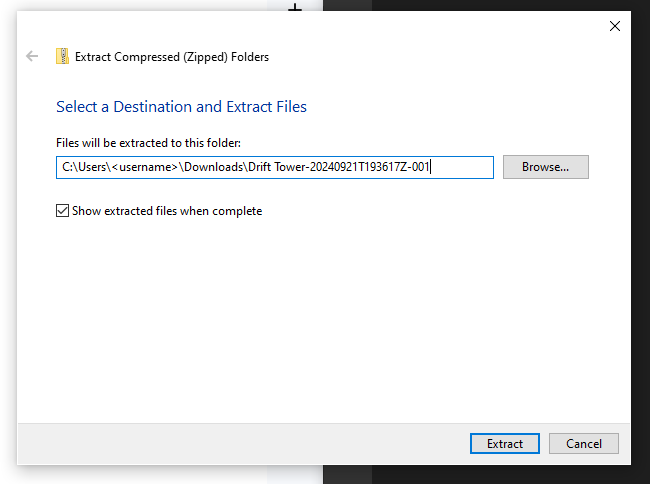 Extract Compressed (Zipped) Folders
Select a Destination and Extract Files
Files will be extracted to this folder:
C:\Users\<username>\Downloads\Drift Tower-20240921T193617Z-001
Browse...
Show extracted files when complete
Extract
Cancel